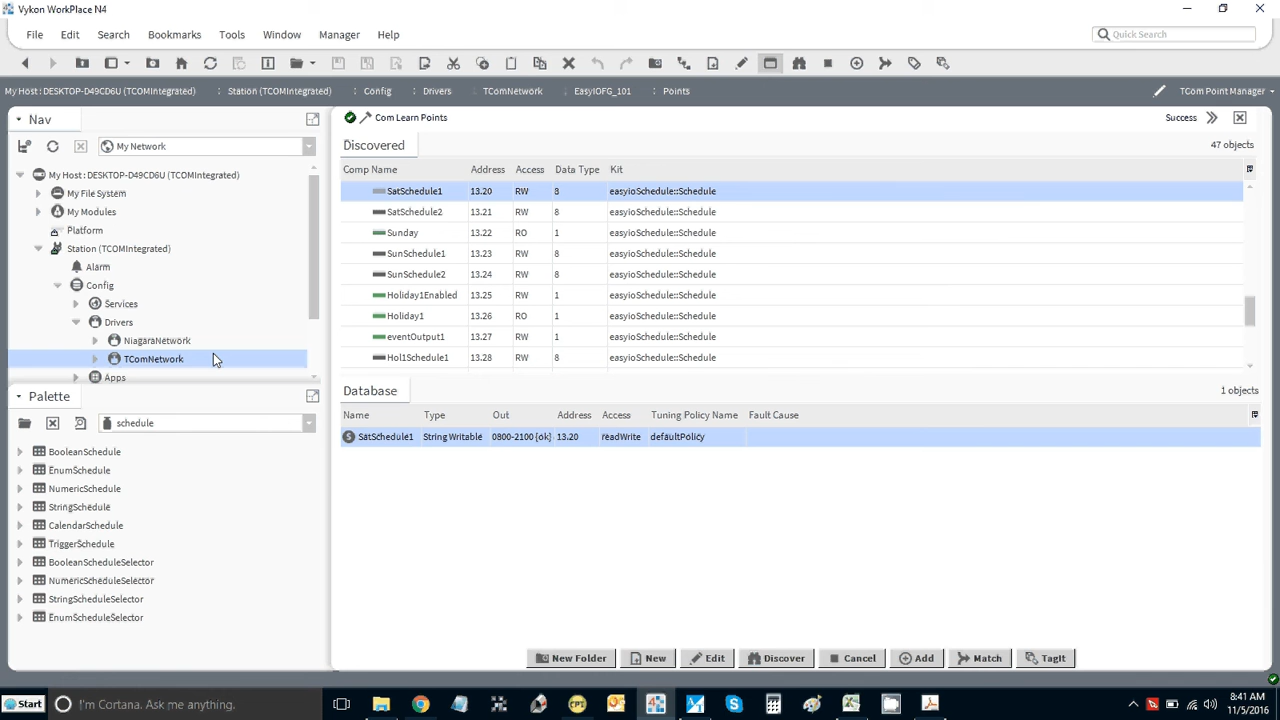 Vykon WorkPlace N4
File Edit Search Bookmarks Tools Window Manager Help
Quick Search
My Host : DESKTOP-D49CD6U (TCOMIntegrated) Station (TCOMIntegrated) Config Drivers TComNetwork EasyIOFG_101 Points TCom Point Manager
Nav
My Network
My Host : DESKTOP-D49CD6U (TCOMIntegrated)
My File System
My Modules
Platform
Station (TCOMIntegrated)
Alarm
Config
Services
Drivers
NiagaraNetwork
TComNetwork
Apps
Palette
schedule
BooleanSchedule
EnumSchedule
NumericSchedule
StringSchedule
CalendarSchedule
TriggerSchedule
BooleanScheduleSelector
NumericScheduleSelector
StringScheduleSelector
EnumScheduleSelector
Com Learn Points Success
Discovered 47 objects
Comp Name Address Access Data Type Kit
SatSchedule1 13.20 RW 8 easyioSchedule::Schedule
SatSchedule2 13.21 RW 8 easyioSchedule::Schedule
Sunday 13.22 RO 1 easyioSchedule::Schedule
SunSchedule1 13.23 RW 8 easyioSchedule::Schedule
SunSchedule2 13.24 RW 8 easyioSchedule::Schedule
Holiday1Enabled 13.25 RW 1 easyioSchedule::Schedule
Holiday1 13.26 RO 1 easyioSchedule::Schedule
eventOutput1 13.27 RW 1 easyioSchedule::Schedule
Hol1Schedule1 13.28 RW 8 easyioSchedule::Schedule
Database 1 objects
Name Type Out Address Access Tuning Policy Name Fault Cause
S SatSchedule1 String Writable 0800-2100 {ok} 13.20 readWrite defaultPolicy
New Folder New Edit Discover Cancel Add Match TagIt
Start I'm Cortana. Ask me anything. CPT 8:41 AM
11/5/2016